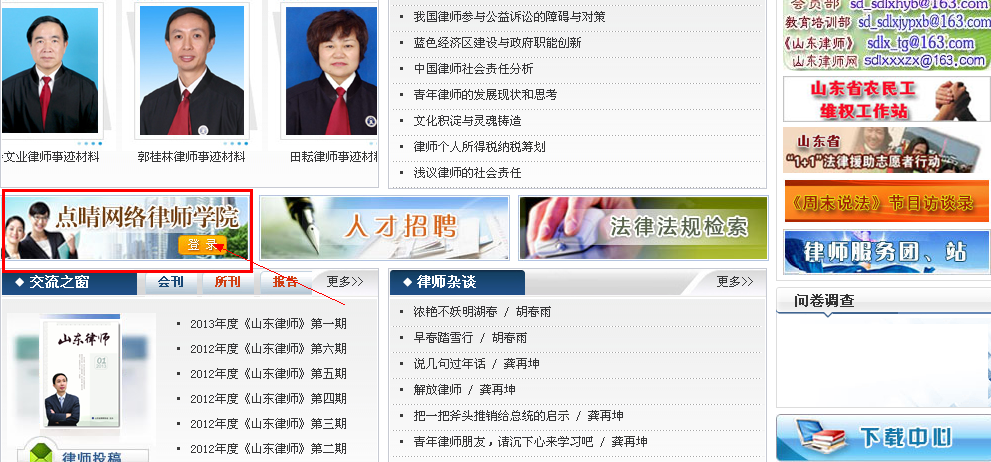 文业律师事迹材料
郭桂林律师事迹材料
田耘律师事迹材料
我国律师参与公益诉讼的障碍与对策
蓝色经济区建设与政府职能创新
中国律师社会责任分析
青年律师的发展现状和思考
文化积淀与灵魂铸造
律师个人所得税纳税筹划
浅议律师的社会责任
会员部 sd_sdlxhyb@163.com
教育培训部 sd_sdlxjypxb@163.com
《山东律师》 sdlx_tg@163.com
山东律师网 sdlxxxzx@163.com
山东省农民工
维权工作站
山东省
"1+1"法律援助志愿者行动
《周末说法》节目访谈录
律师服务团、站
点晴网络律师学院
登录
人才招聘
法律法规检索
交流之窗
会刊
所刊
报告
更多>>
山东律师
01
2013年度《山东律师》第一期
2012年度《山东律师》第六期
2012年度《山东律师》第五期
2012年度《山东律师》第四期
2012年度《山东律师》第三期
2012年度《山东律师》第二期
律师投稿
律师杂谈
更多>>
浓艳不妖明湖春 / 胡春雨
早春踏雪行 / 胡春雨
说几句过年话 / 龚再坤
解放律师 / 龚再坤
把一把斧头推销给总统的启示 / 龚再坤
青年律师朋友，请沉下心来学习吧 / 龚再坤
问卷调查
下载中心